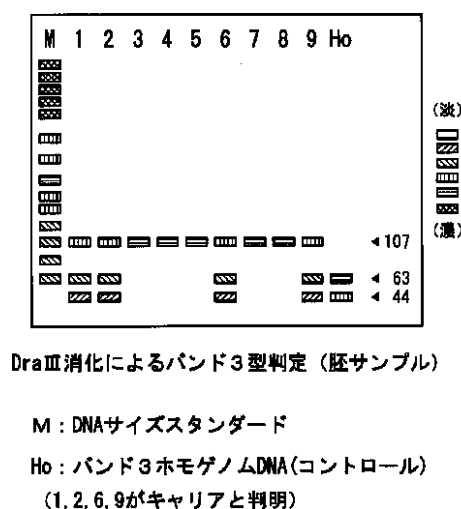 M 1 2 3 4 5 6 7 8 9 Ho
(淡)
(濃)
◄ 107
◄ 63
◄ 44
DraⅢ消化によるバンド3型判定（胚サンプル）
M：DNAサイズスタンダード
Ho：バンド3ホモゲノムDNA(コントロール)
（1,2,6,9がキャリアと判明）